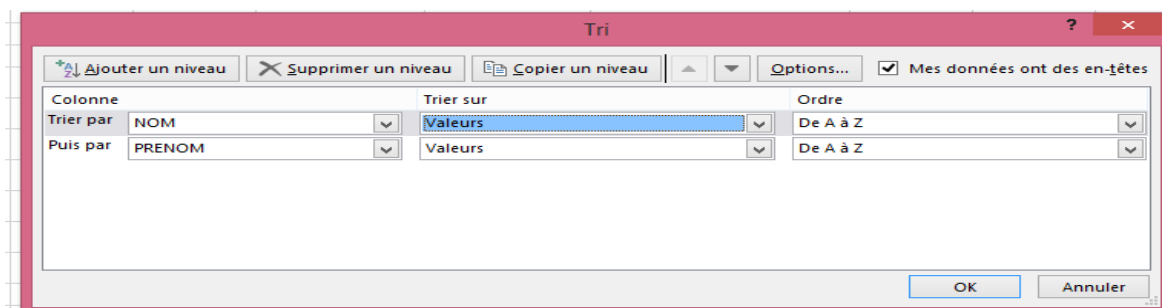 Tri ? ×
Ajouter un niveau Supprimer un niveau Copier un niveau Options... Mes données ont des en-têtes
Colonne Trier sur Ordre
Trier par NOM Valeurs De A à Z
Puis par PRENOM Valeurs De A à Z
OK Annuler